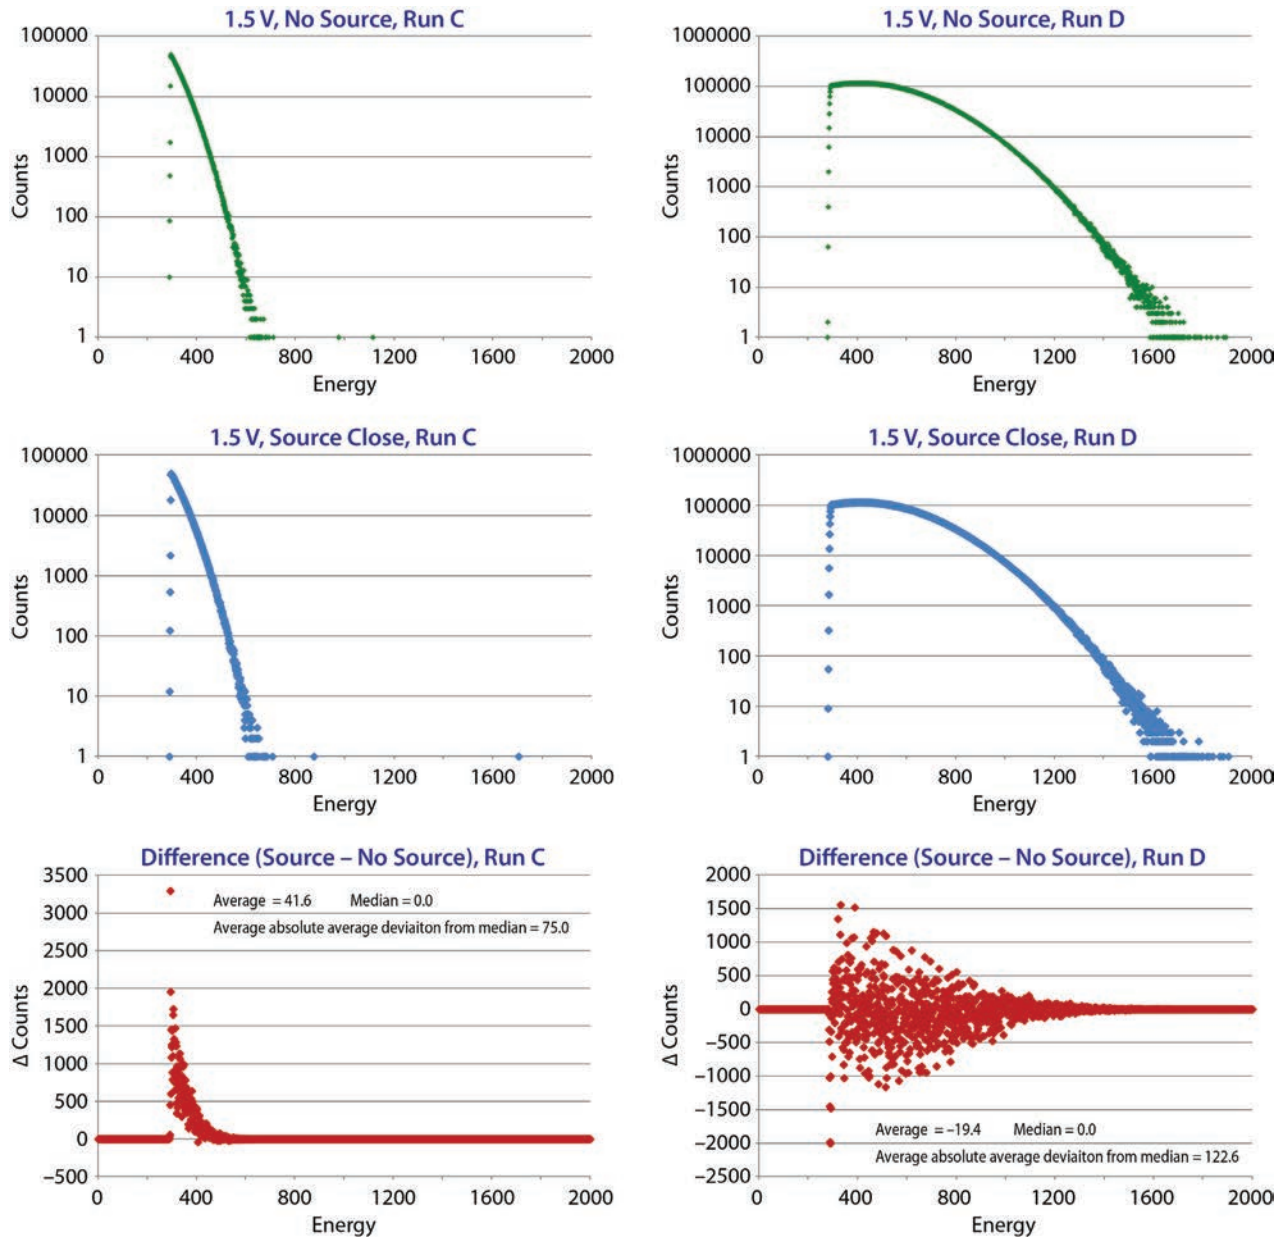 1.5 V, No Source, Run C
100000
10000
1000
100
10
1
Counts
0 400 800 1200 1600 2000
Energy
1.5 V, No Source, Run D
1000000
100000
10000
1000
100
10
1
Counts
0 400 800 1200 1600 2000
Energy
1.5 V, Source Close, Run C
100000
10000
1000
100
10
1
Counts
0 400 800 1200 1600 2000
Energy
1.5 V, Source Close, Run D
1000000
100000
10000
1000
100
10
1
Counts
0 400 800 1200 1600 2000
Energy
Difference (Source – No Source), Run C
3500
3000
2500
2000
1500
1000
500
0
–500
Δ Counts
Average = 41.6 Median = 0.0
Average absolute average deviaiton from median = 75.0
0 400 800 1200 1600 2000
Energy
Difference (Source – No Source), Run D
2000
1500
1000
500
0
–500
–1000
–1500
–2000
–2500
Δ Counts
Average = –19.4 Median = 0.0
Average absolute average deviaiton from median = 122.6
0 400 800 1200 1600 2000
Energy